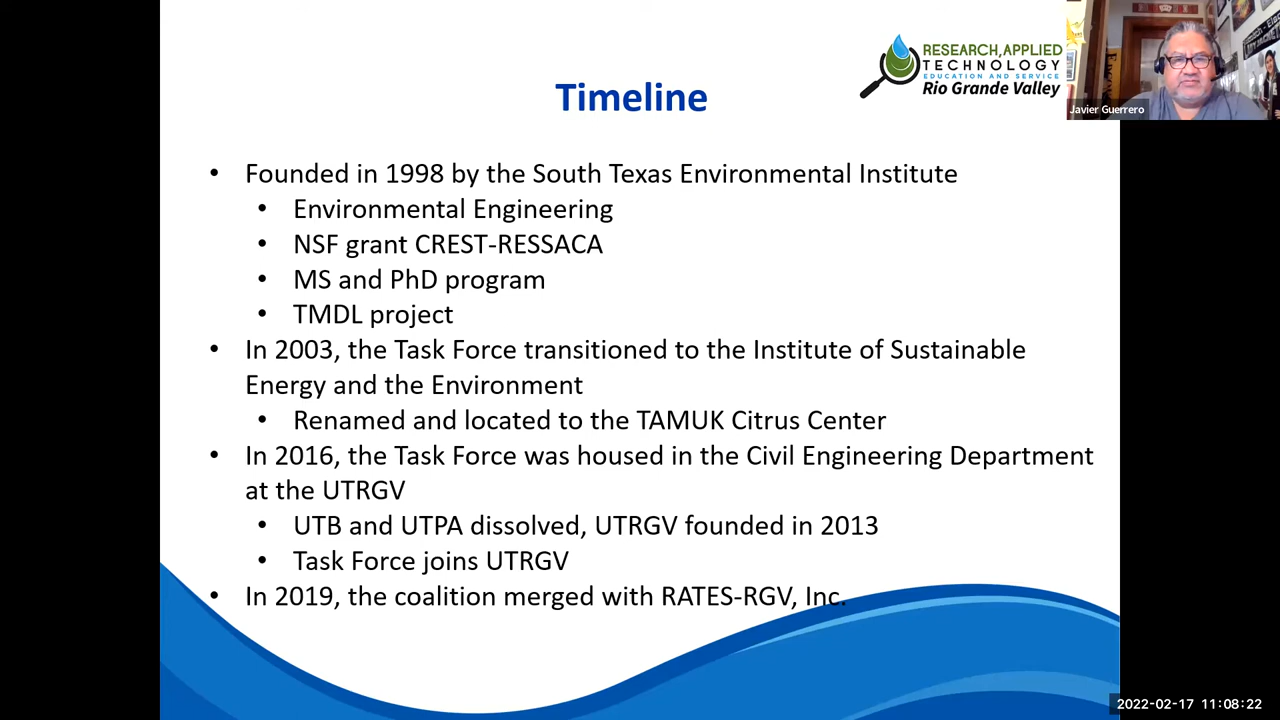 RESEARCH, APPLIED
TECHNOLOGY
EDUCATION AND SERVICE
Rio Grande Valley
Javier Guerrero
Timeline
• Founded in 1998 by the South Texas Environmental Institute
• Environmental Engineering
• NSF grant CREST-RESSACA
• MS and PhD program
• TMDL project
• In 2003, the Task Force transitioned to the Institute of Sustainable
Energy and the Environment
• Renamed and located to the TAMUK Citrus Center
• In 2016, the Task Force was housed in the Civil Engineering Department
at the UTRGV
• UTB and UTPA dissolved, UTRGV founded in 2013
• Task Force joins UTRGV
• In 2019, the coalition merged with RATES-RGV, Inc.
2022-02-17 11:08:22